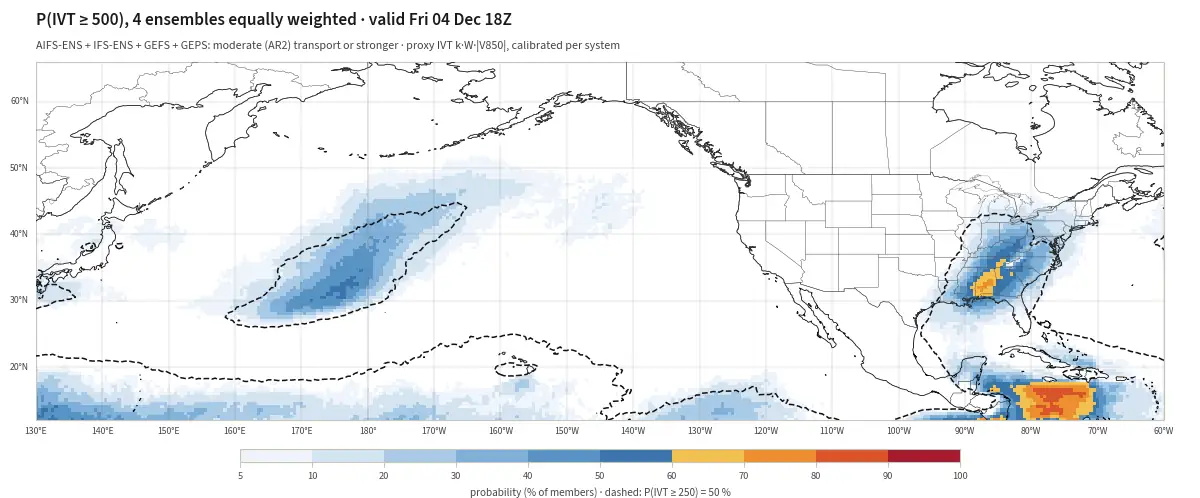 P(IVT ≥ 500), 4 ensembles equally weighted · valid Fri 04 Dec 18Z
AIFS-ENS + IFS-ENS + GEFS + GEPS: moderate (AR2) transport or stronger · proxy IVT k·W·|V850|, calibrated per system
60°N
50°N
40°N
30°N
20°N
130°E 140°E 150°E 160°E 170°E 180° 170°W 160°W 150°W 140°W 130°W 120°W 110°W 100°W 90°W 80°W 70°W 60°W
5 10 20 30 40 50 60 70 80 90 100
probability (% of members) · dashed: P(IVT ≥ 250) = 50 %